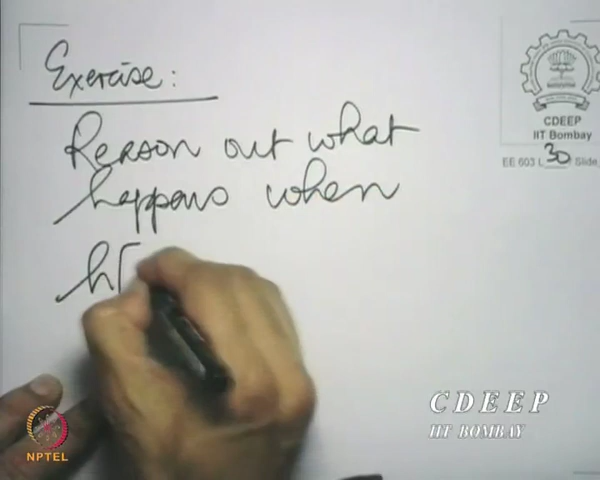 Exercise:
Reason out what
happens when
h[
CDEEP
IIT Bombay
EE 603 L 30 Slide
CDEEP
IIT BOMBAY
NPTEL